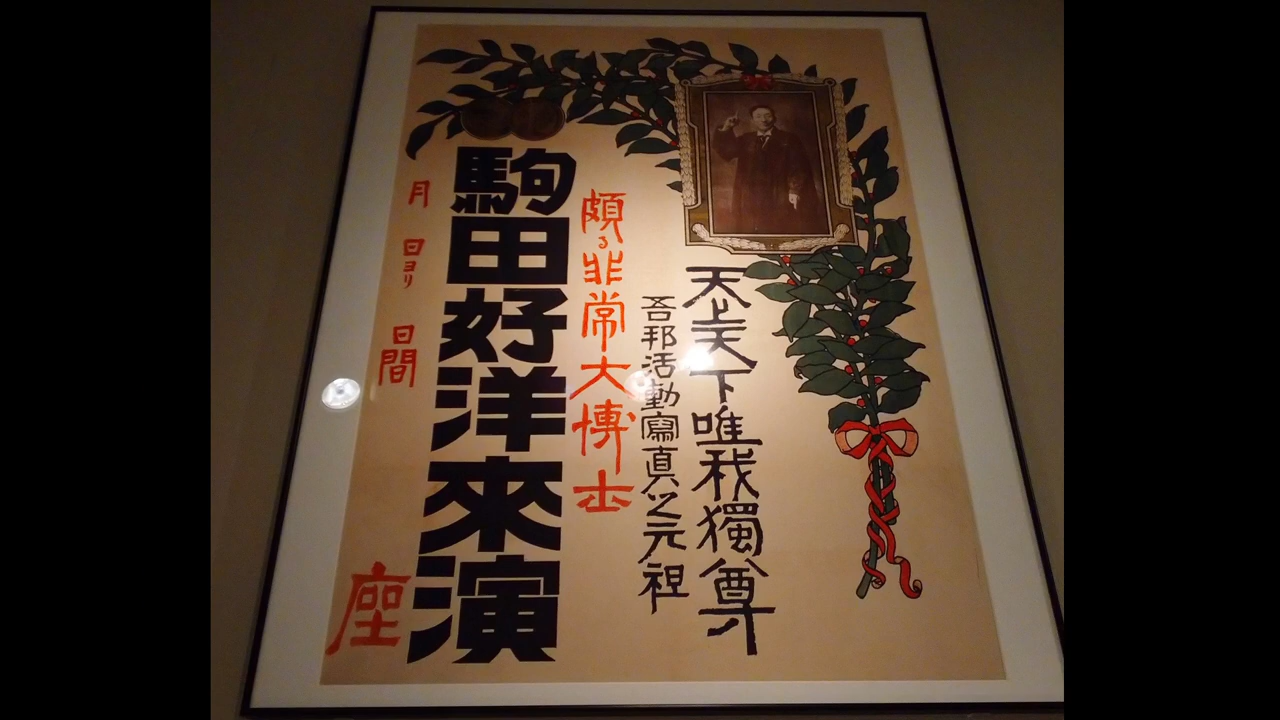 天上天下唯我獨尊
吾邦活動寫真之元祖
頗る非常大博士
駒田好洋來演
月 日ヨリ 日間
座